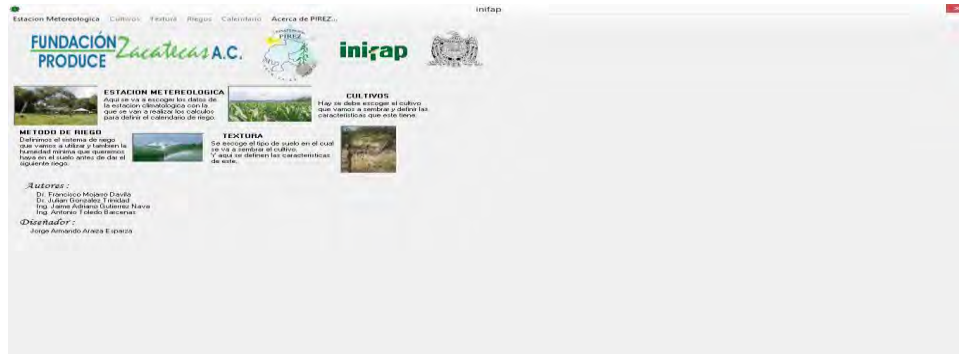 inifap
Estacion Metereologica Cultivos Textura Riegos Calendario Acerca de PIREZ...
FUNDACIÓN
PRODUCE
Zacatecas A.C.
PIREZ
inifap
ESTACION METEREOLOGICA
Aqui se va a escoger los datos de
la estacion climatologica con la
que se van a realizar los calculos
para definir el calendario de riego.
CULTIVOS
Hay se debe escoger el cultivo
que vamos a sembrar y definir las
caracteristicas que este tiene.
METODO DE RIEGO
Definimos el sistema de riego
que vamos a utilizar y tambien la
humedad minima que queremos
haya en el suelo antes de dar el
siguiente riego.
TEXTURA
Se escoge el tipo de suelo en el cual
se va a sembrar el cultivo.
Y aqui se definen las caracteristicas
de este.
Autores :
Dr. Francisco Mojarro Davila
Dr. Julian Gonzalez Trinidad
Ing. Jaime Adriano Gutierrez Nava
Ing. Antonio Toledo Barcenas
Diseñador :
Jorge Armando Araiza Esparza